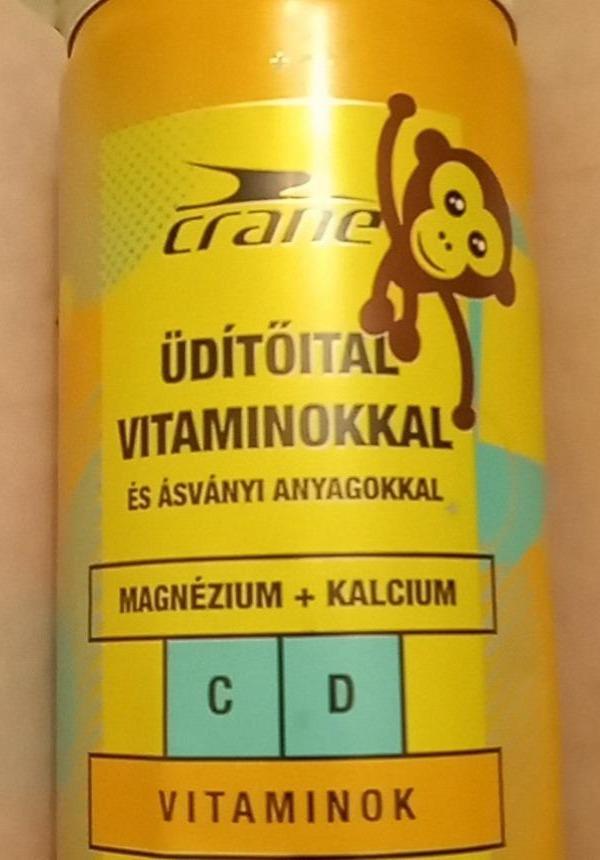 crane
ÜDÍTŐITAL
VITAMINOKKAL
ÉS ÁSVÁNYI ANYAGOKKAL
MAGNÉZIUM + KALCIUM
C D
VITAMINOK